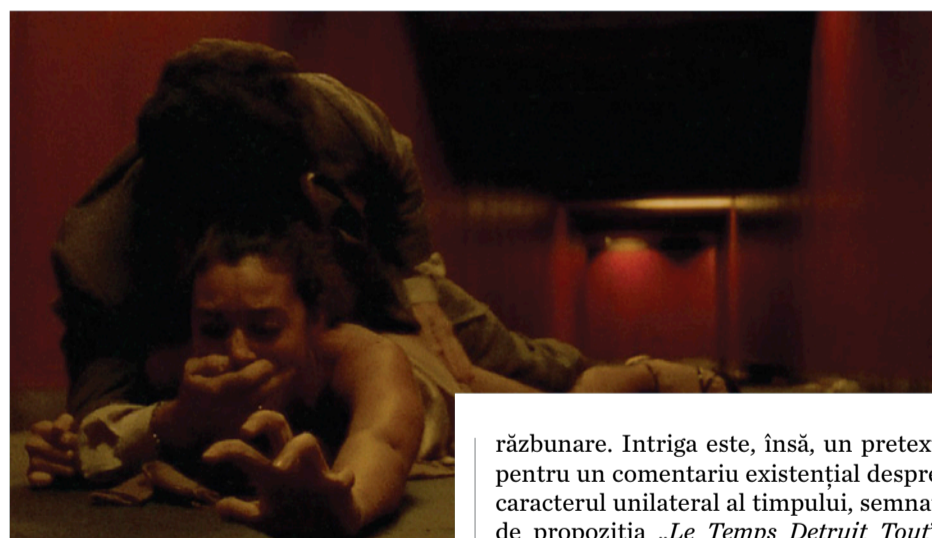 răzbunare. Intriga este, însă, un pretex
pentru un comentariu existențial despre
caracterul unilateral al timpului, semna
de propoziția „Le Temps Detruit Tout”